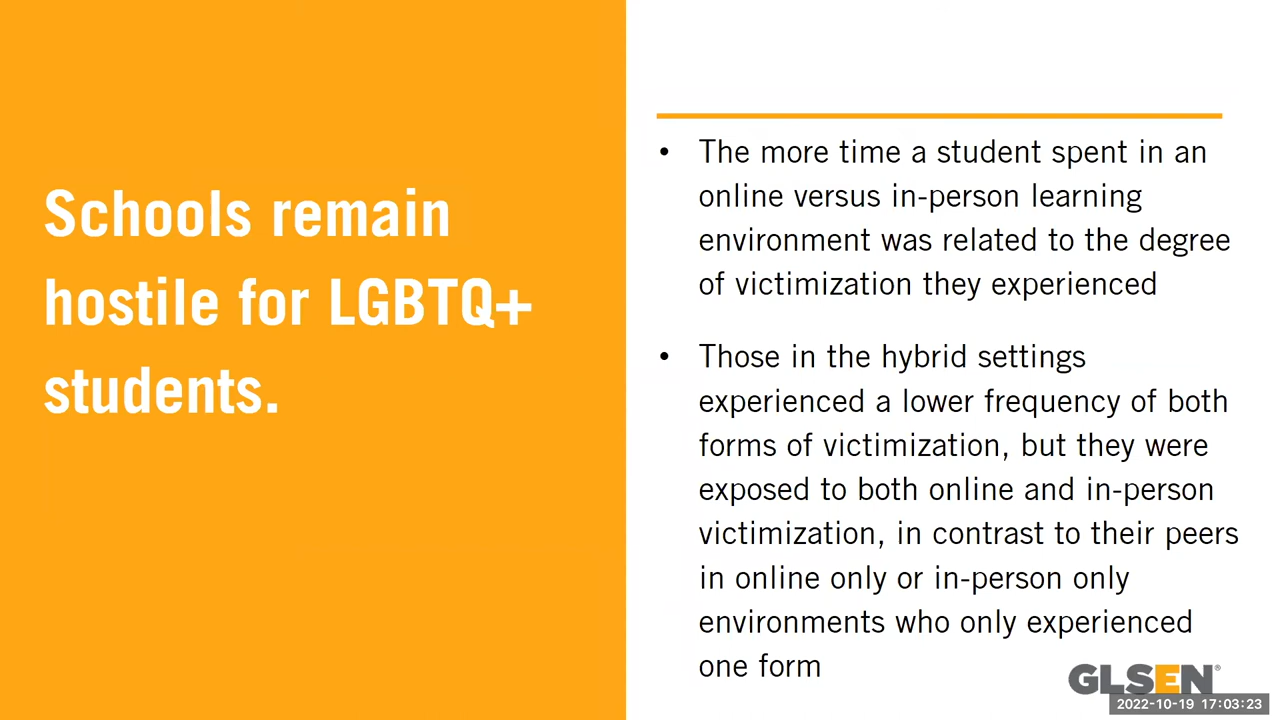 Schools remain
hostile for LGBTQ+
students.
• The more time a student spent in an
online versus in-person learning
environment was related to the degree
of victimization they experienced
• Those in the hybrid settings
experienced a lower frequency of both
forms of victimization, but they were
exposed to both online and in-person
victimization, in contrast to their peers
in online only or in-person only
environments who only experienced
one form
GLSEN®
2022-10-19 17:03:23